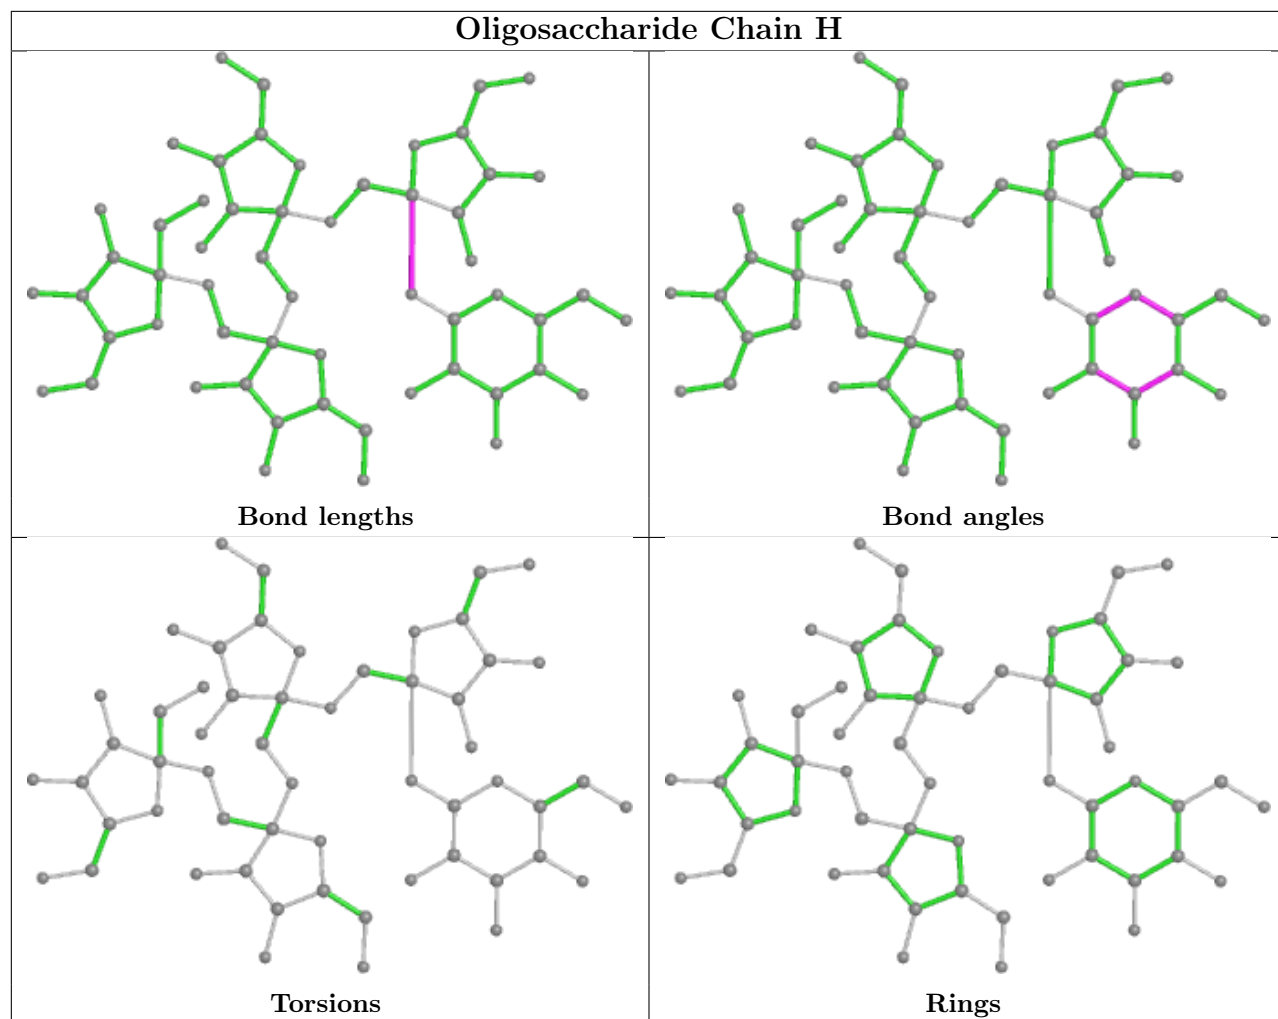 Oligosaccharide Chain H
Bond lengths
Bond angles
Torsions
Rings